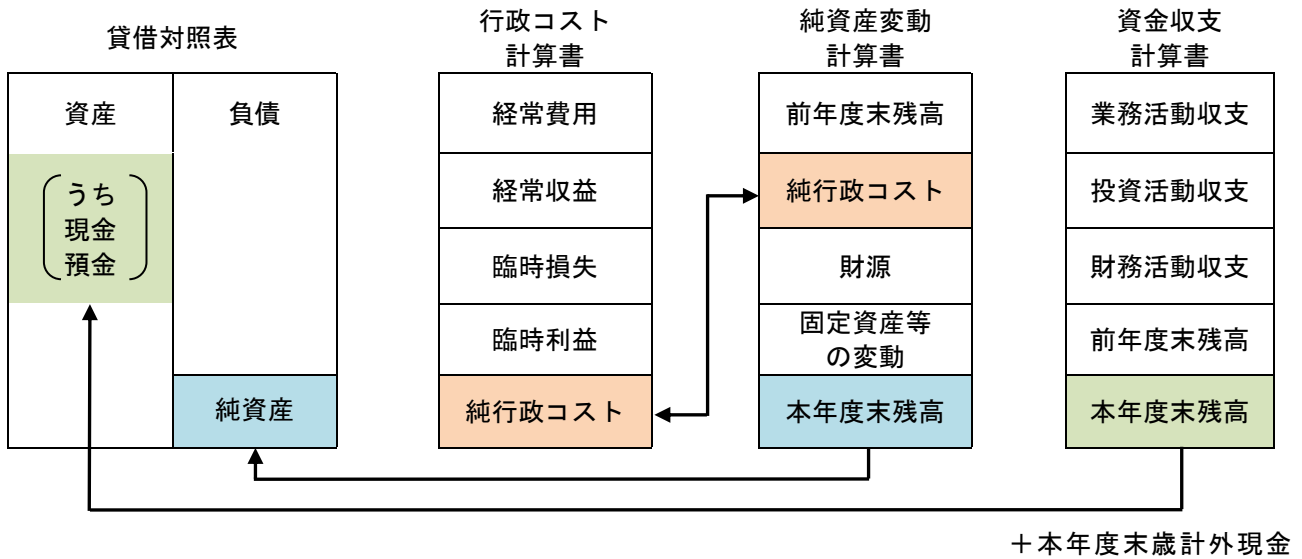 貸借対照表
資産
負債
うち
現金
預金
純資産
行政コスト
計算書
経常費用
経常収益
臨時損失
臨時利益
純行政コスト
純資産変動
計算書
前年度末残高
純行政コスト
財源
固定資産等
の変動
本年度末残高
資金収支
計算書
業務活動収支
投資活動収支
財務活動収支
前年度末残高
本年度末残高
＋本年度末歳計外現金